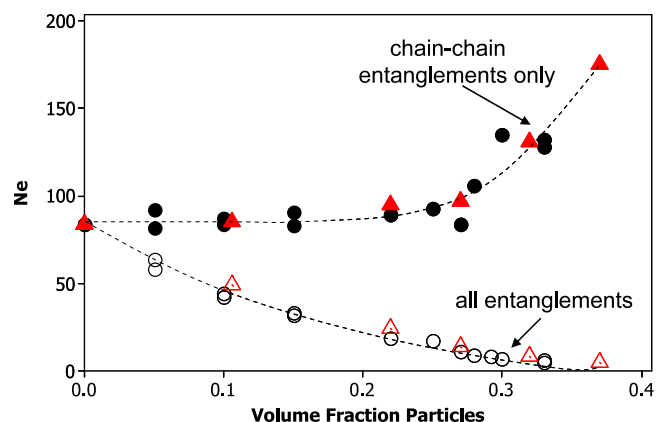 200
chain-chain
entanglements only
150
Ne
100
50
all entanglements
0
0.0 0.1 0.2 0.3 0.4
Volume Fraction Particles